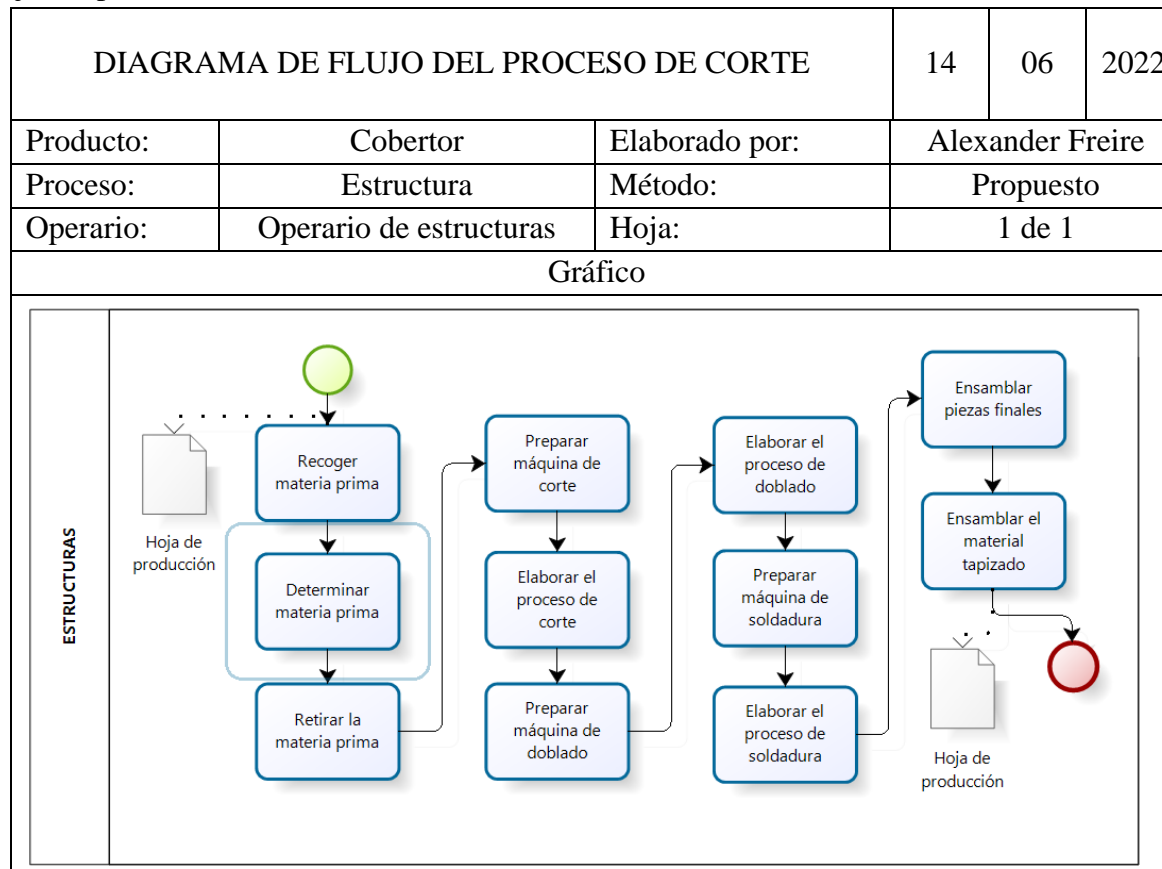 DIAGRAMA DE FLUJO DEL PROCESO DE CORTE 14 06 2022
Producto: Cobertor Elaborado por: Alexander Freire
Proceso: Estructura Método: Propuesto
Operario: Operario de estructuras Hoja: 1 de 1
Gráfico
ESTRUCTURAS
Hoja de
producción
Recoger
materia prima
Determinar
materia prima
Retirar la
materia prima
Preparar
máquina de
corte
Elaborar el
proceso de
corte
Preparar
máquina de
doblado
Elaborar el
proceso de
doblado
Preparar
máquina de
soldadura
Elaborar el
proceso de
soldadura
Ensamblar
piezas finales
Ensamblar el
material
tapizado
Hoja de
producción